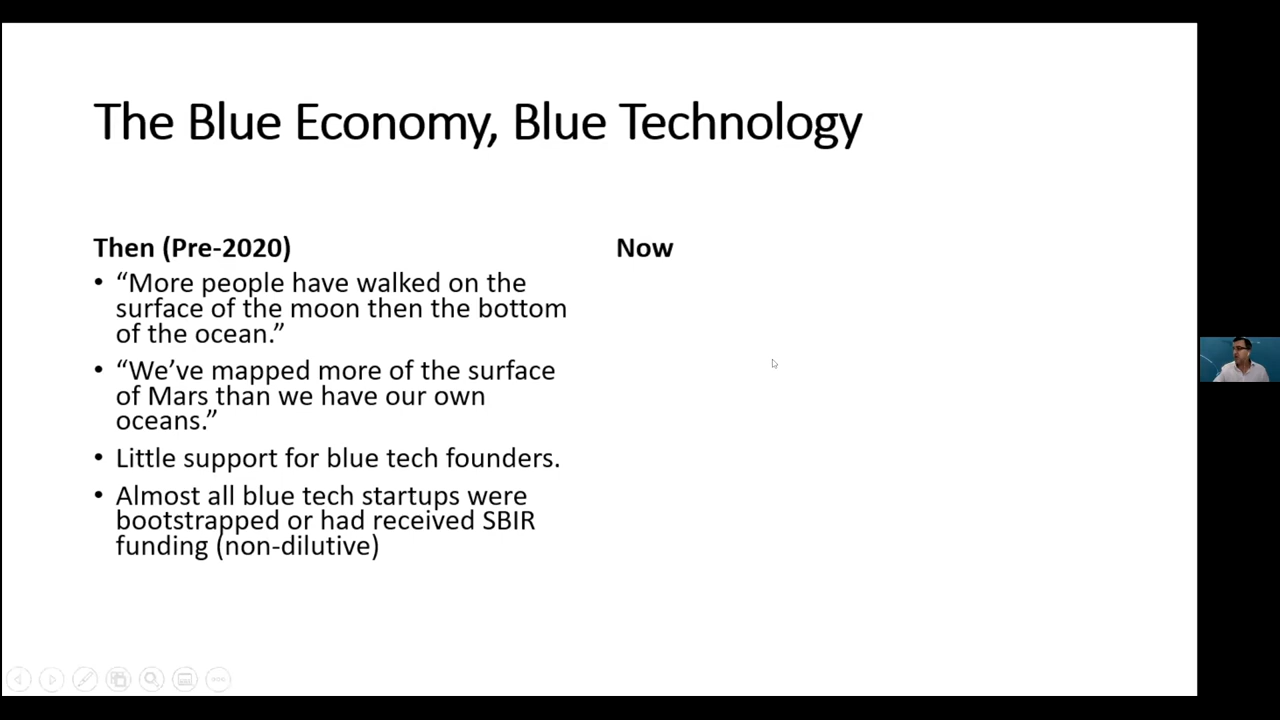 The Blue Economy, Blue Technology
Then (Pre-2020)
• “More people have walked on the
surface of the moon then the bottom
of the ocean.”
• “We’ve mapped more of the surface
of Mars than we have our own
oceans.”
• Little support for blue tech founders.
• Almost all blue tech startups were
bootstrapped or had received SBIR
funding (non-dilutive)
Now